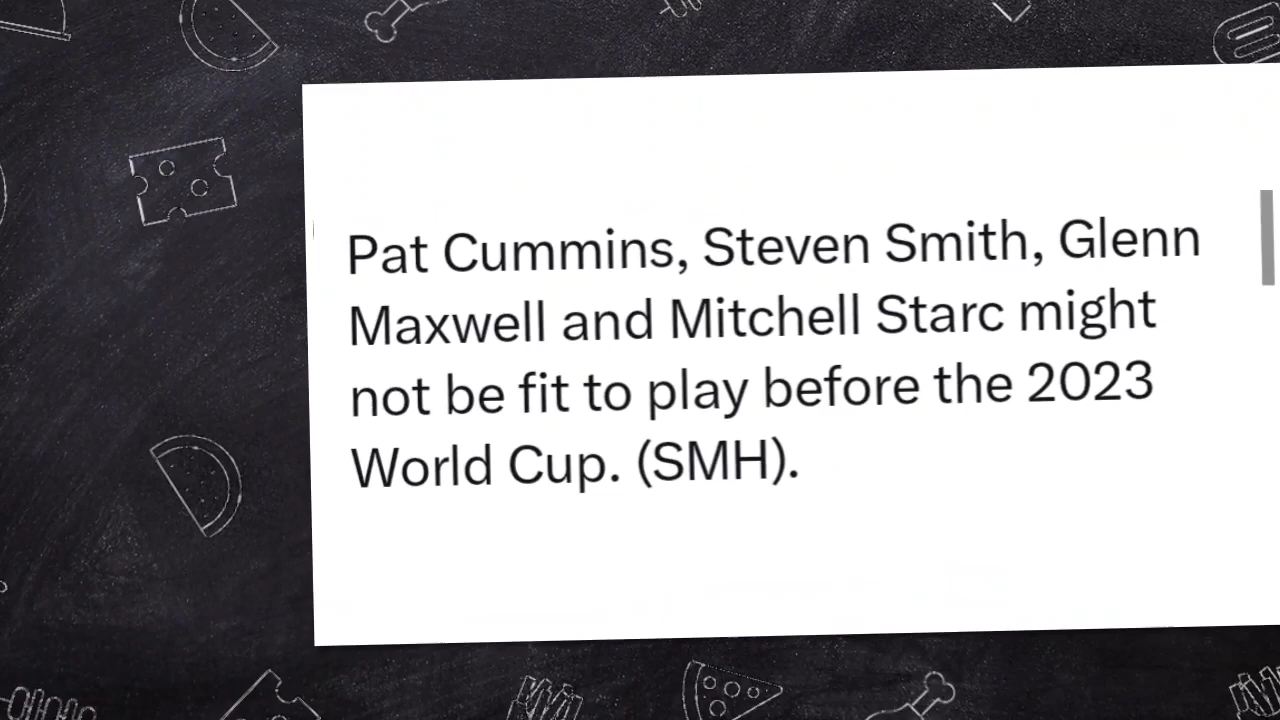 Pat Cummins, Steven Smith, Glenn
Maxwell and Mitchell Starc might
not be fit to play before the 2023
World Cup. (SMH).